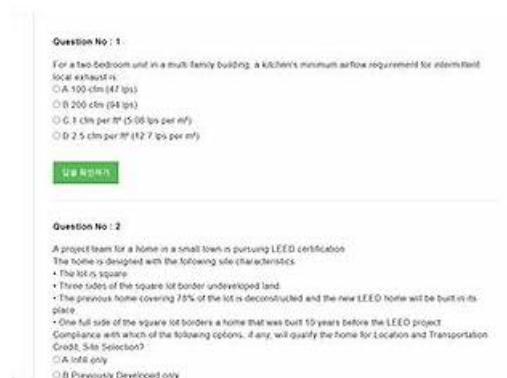 Question No : 1
For a two-bedroom unit in a multi-family building, a kitchen's minimum airflow requirement for intermittent
local exhaust is
A 100 cfm (47 lps)
B 200 cfm (94 lps)
C 1 cfm per ft² (5.08 lps per m²)
D 2.5 cfm per ft² (12.7 lps per m²)
답을 확인하기
Question No : 2
A project team for a home in a small town is pursuing LEED certification
The home is designed with the following site characteristics
• The lot is square
• Three sides of the square lot border undeveloped land
• The previous home covering 78% of the lot is deconstructed and the new LEED home will be built in its
place
• One full side of the square lot borders a home that was built 10 years before the LEED project
Compliance with which of the following options, if any, will qualify the home for Location and Transportation
Credit, Site Selection?
A Infill only
B Previously Developed only